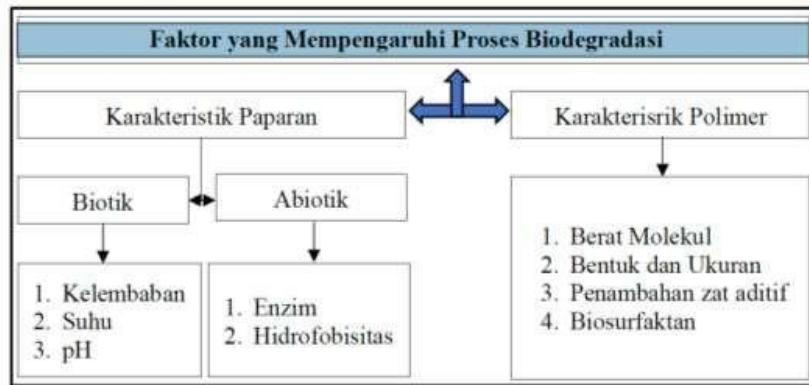 Faktor yang Mempengaruhi Proses Biodegradasi
Karakteristik Paparan
Karakterisrik Polimer
Biotik
Abiotik
1. Kelembaban
2. Suhu
3. pH
1. Enzim
2. Hidrofobisitas
1. Berat Molekul
2. Bentuk dan Ukuran
3. Penambahan zat aditif
4. Biosurfaktan